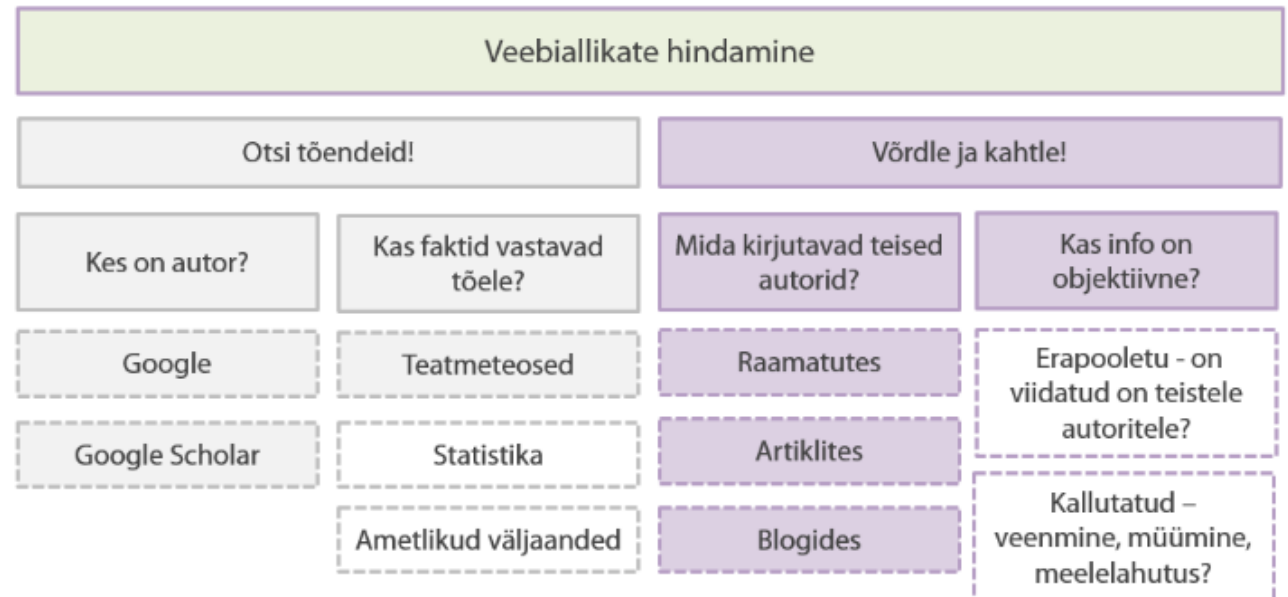 Veebiallikate hindamine
Otsi tõendeid!
Võrdle ja kahtle!
Kes on autor?
Kas faktid vastavad
tõele?
Mida kirjutavad teised
autorid?
Kas info on
objektiivne?
Google
Teatmeteosed
Raamatutes
Erapooletu - on
viidatud on teistele
autoritele?
Google Scholar
Statistika
Artiklites
Ametlikud väljaanded
Blogides
Kallutatud –
veenmine, müümine,
meelelahutus?